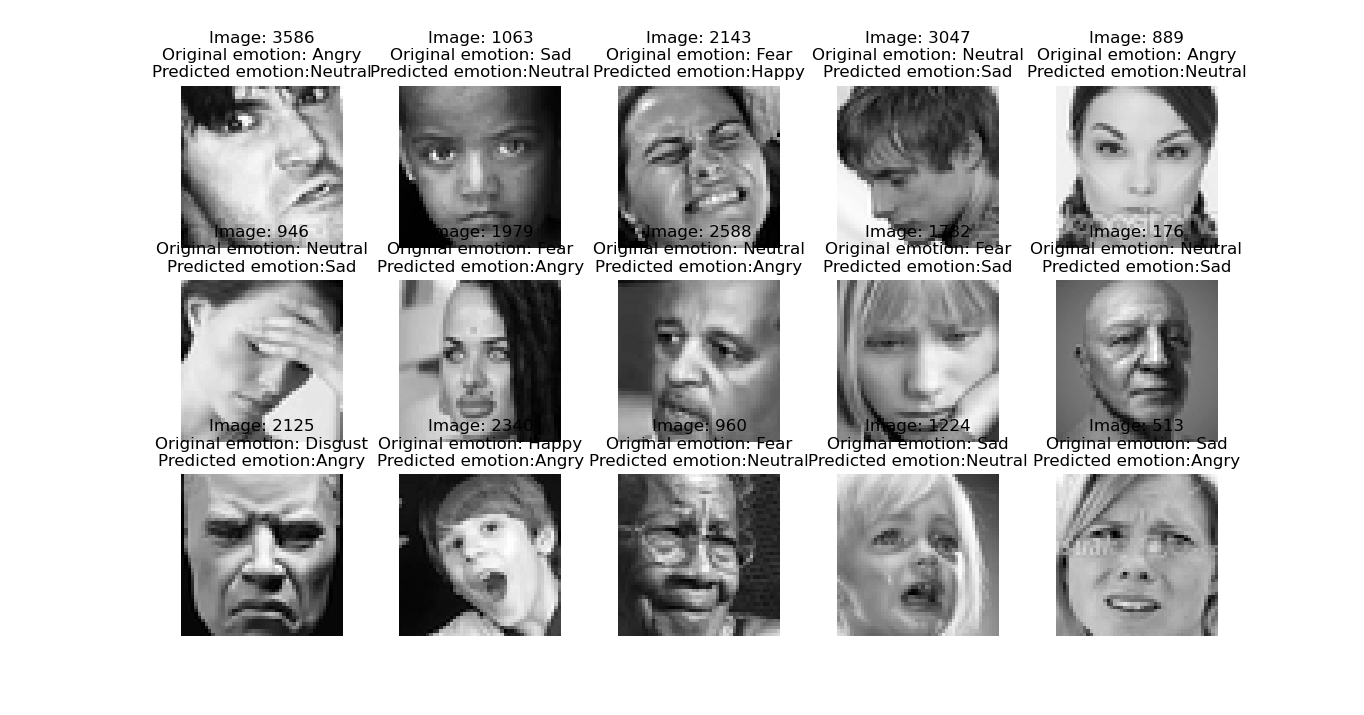 Image: 3586
Original emotion: Angry
Predicted emotion:Neutral
Image: 1063
Original emotion: Sad
Predicted emotion:Neutral
Image: 2143
Original emotion: Fear
Predicted emotion:Happy
Image: 3047
Original emotion: Neutral
Predicted emotion:Sad
Image: 889
Original emotion: Angry
Predicted emotion:Neutral
Image: 946
Original emotion: Neutral
Predicted emotion:Sad
Image: 1979
Original emotion: Fear
Predicted emotion:Angry
Image: 2588
Original emotion: Neutral
Predicted emotion:Angry
Image: 1732
Original emotion: Fear
Predicted emotion:Sad
Image: 176
Original emotion: Neutral
Predicted emotion:Sad
Image: 2125
Original emotion: Disgust
Predicted emotion:Angry
Image: 2340
Original emotion: Happy
Predicted emotion:Angry
Image: 960
Original emotion: Fear
Predicted emotion:Neutral
Image: 1224
Original emotion: Sad
Predicted emotion:Neutral
Image: 513
Original emotion: Sad
Predicted emotion:Angry